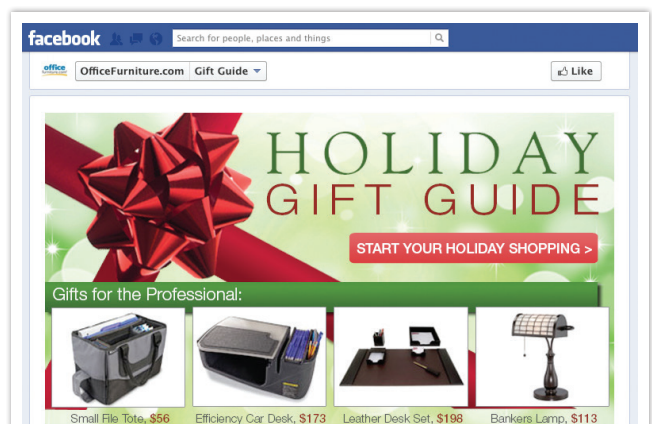 facebook
Search for people, places and things
office
OfficeFurniture.com Gift Guide
Like
HOLIDAY
GIFT GUIDE
START YOUR HOLIDAY SHOPPING >
Gifts for the Professional:
Small File Tote, $56 Efficiency Car Desk, $173 Leather Desk Set, $198 Bankers Lamp, $113